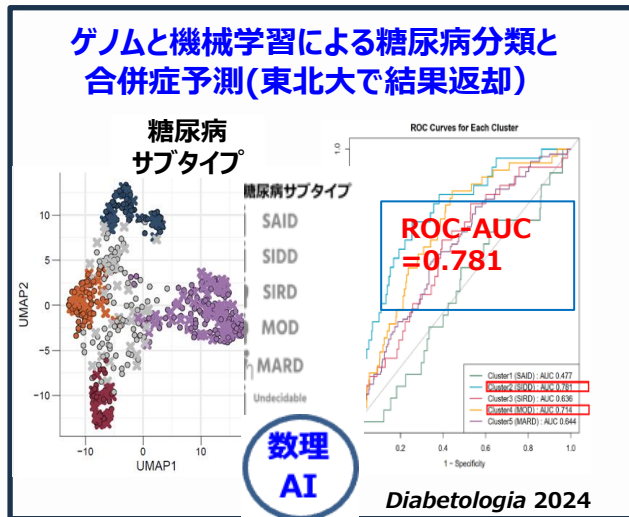 ゲノムと機械学習による糖尿病分類と
合併症予測(東北大で結果返却）
糖尿病
サブタイプ
UMAP2
10
5
0
−5
−10
−10
0
10
UMAP1
糖尿病サブタイプ
SAID
SIDD
SIRD
MOD
MARD
Undecidable
ROC Curves for Each Cluster
1.0
ROC-AUC
=0.781
Cluster1 (SAID) : AUC 0.477
Cluster2 (SIDD) : AUC 0.781
Cluster3 (SIRD) : AUC 0.636
Cluster4 (MOD) : AUC 0.714
Cluster5 (MARD) : AUC 0.644
0.2
0.4
0.6
0.8
1.0
1 − Specificity
数理
AI
Diabetologia 2024